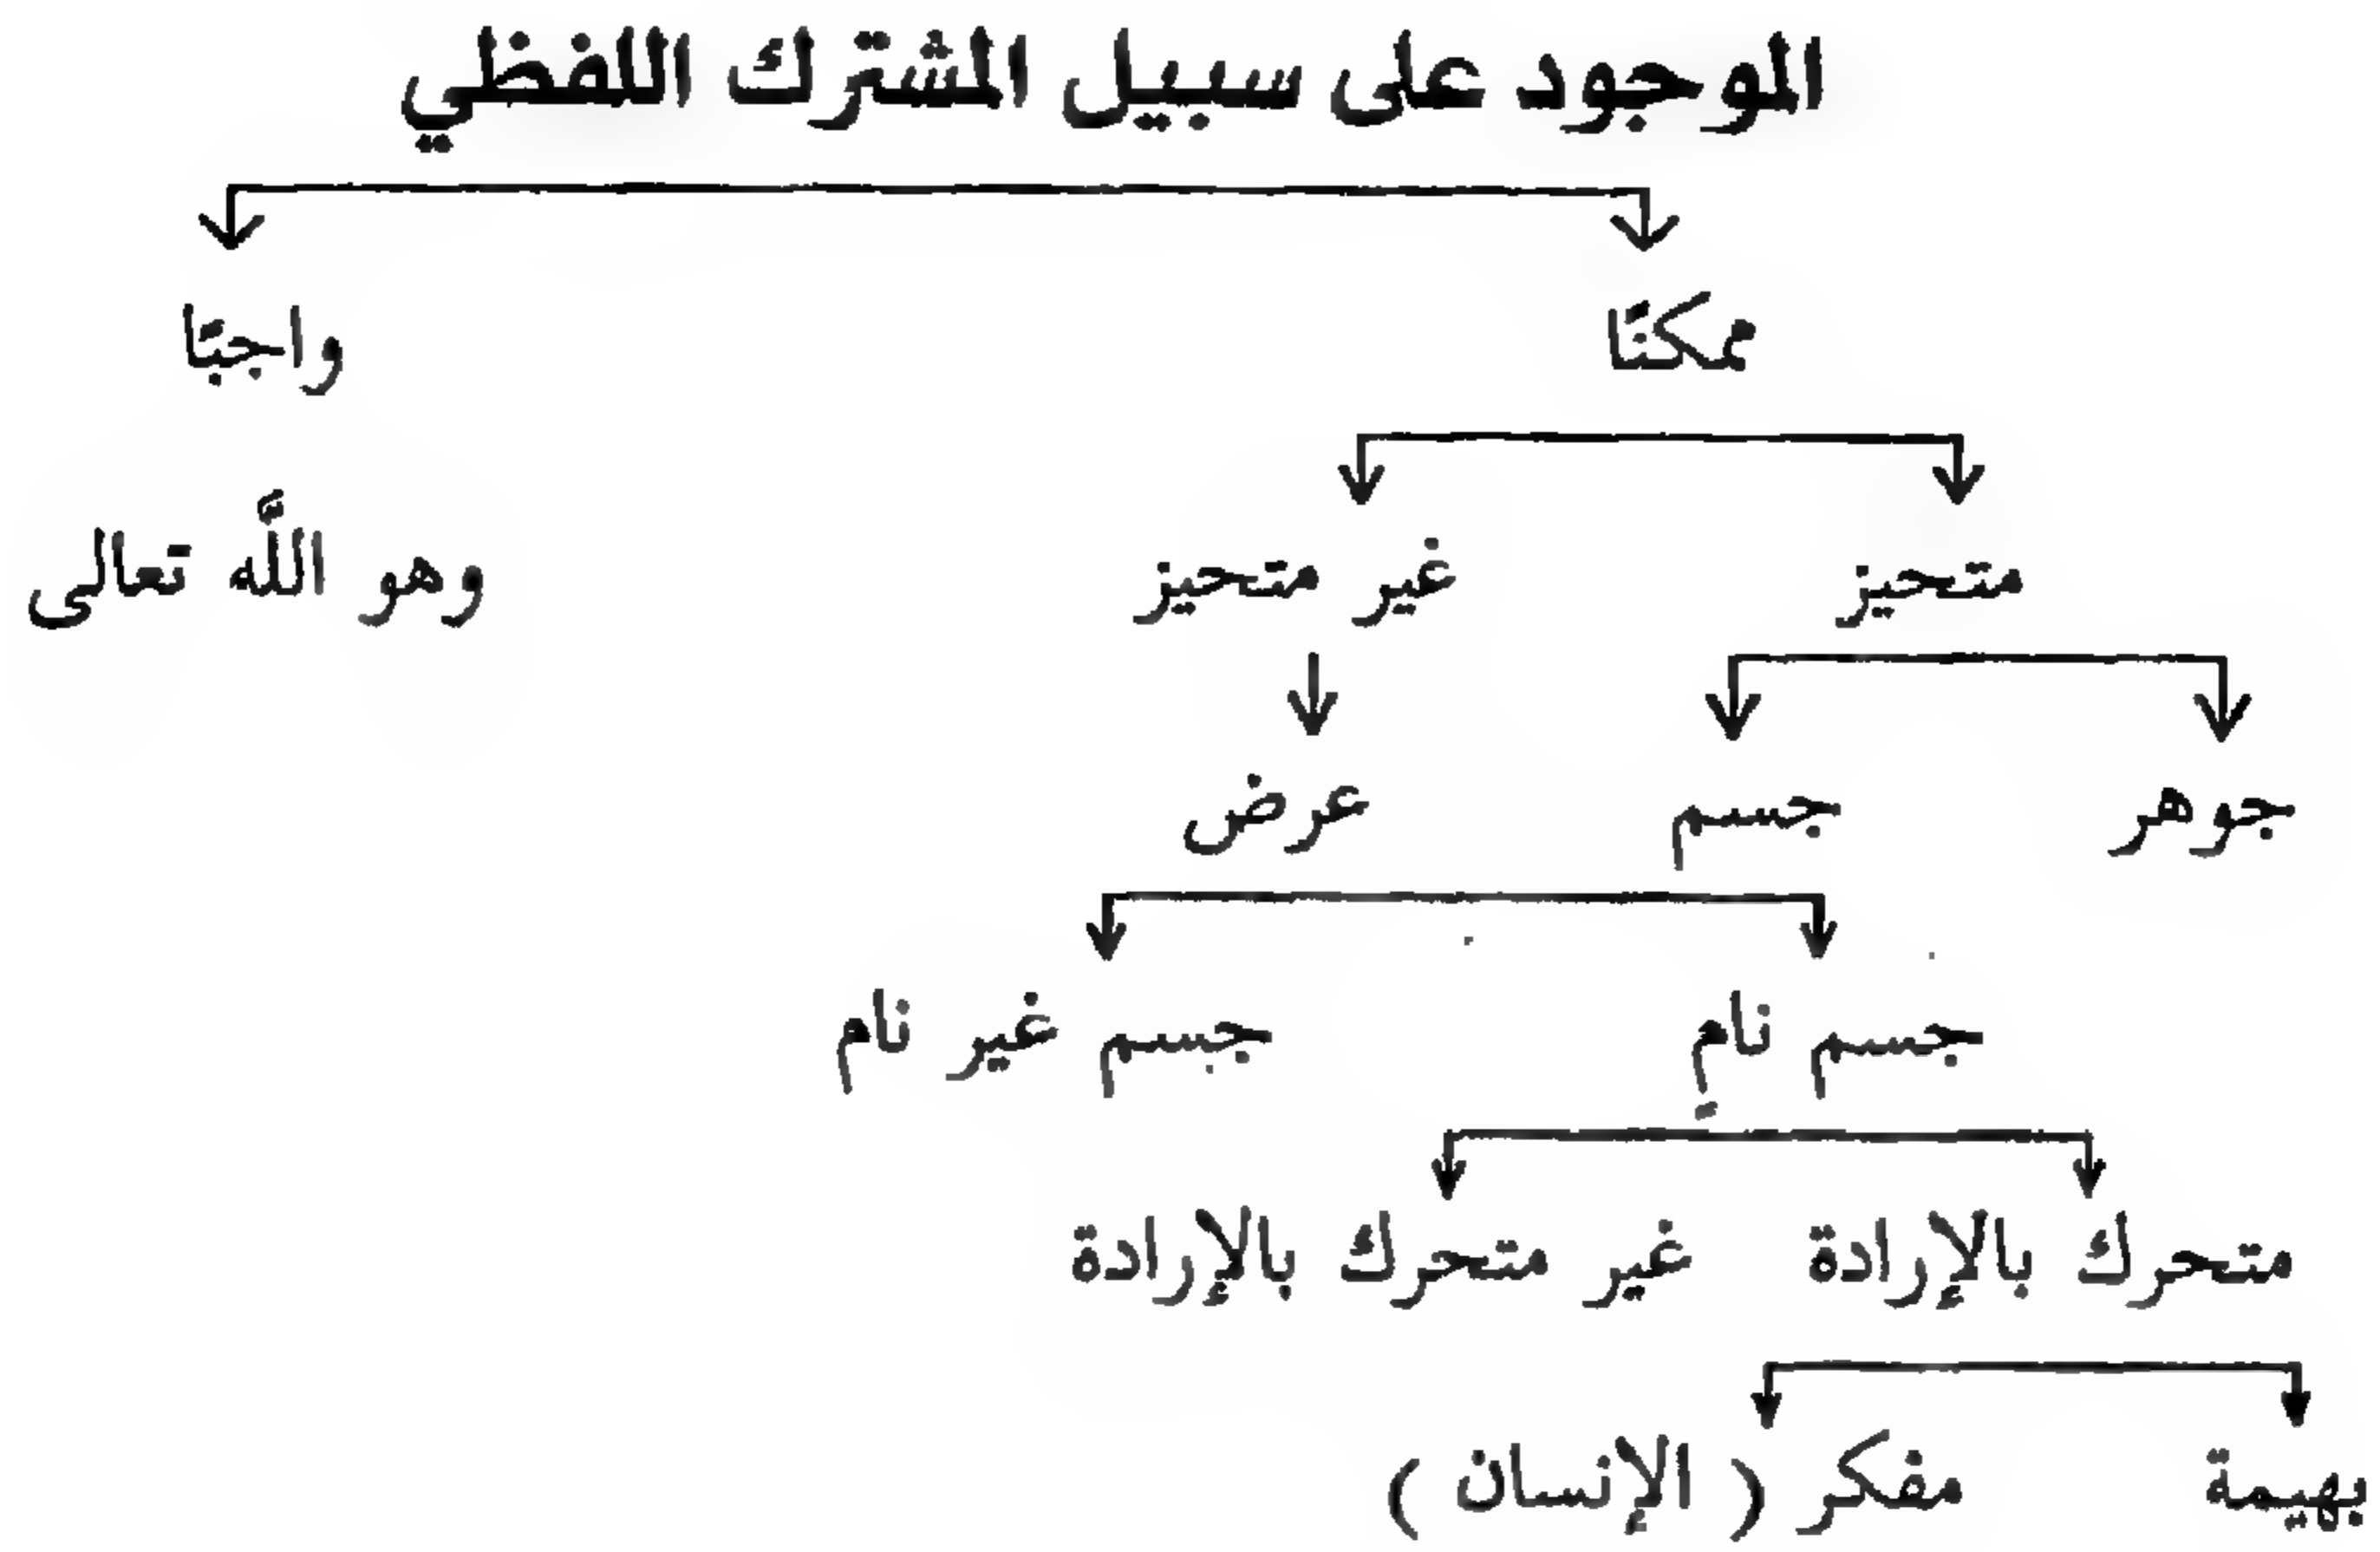 الموجود على سبيل المشترك اللفظي
ممكنًا واجبًا
متحيز غير متحيز وهو اللَّه تعالى
جوهر جسم عرض
جسم نامٍ جسم غير نام
متحرك بالإرادة غير متحرك بالإرادة
بهيمة مفكر ( الإنسان )